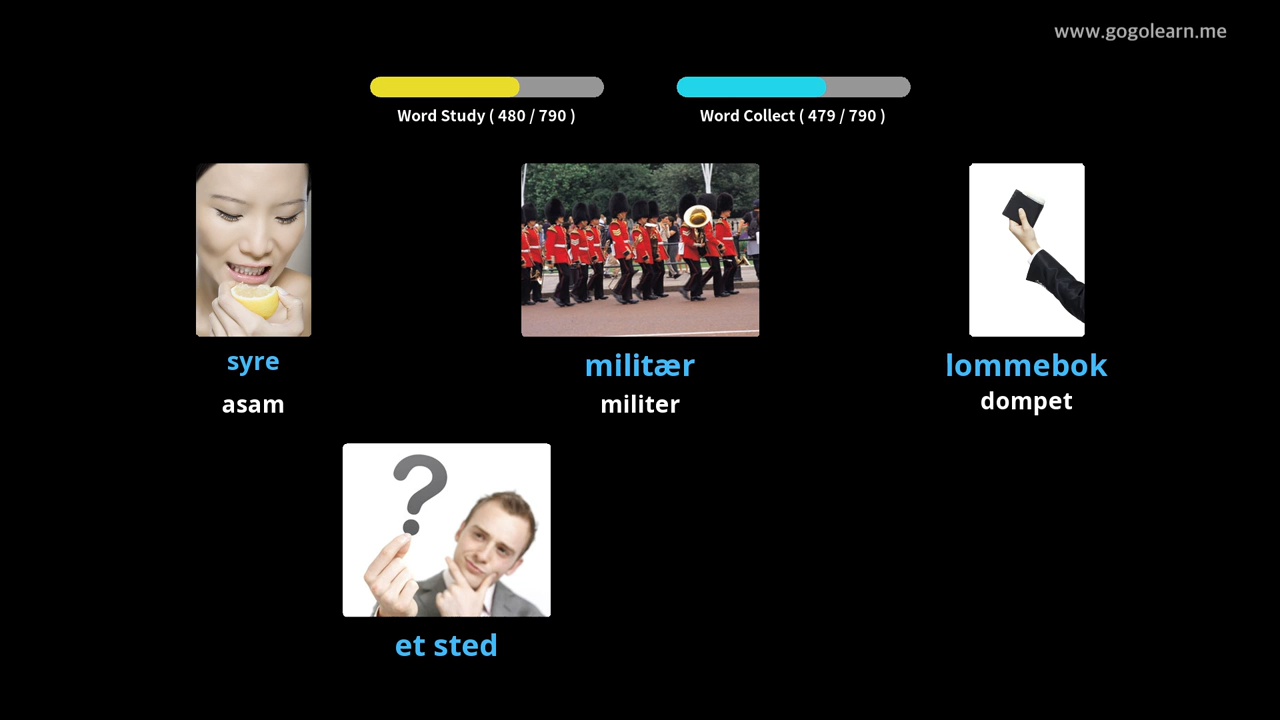 www.gogolearn.me
Word Study ( 480 / 790 )
Word Collect ( 479 / 790 )
syre
militær
lommebok
asam
militer
dompet
?
et sted